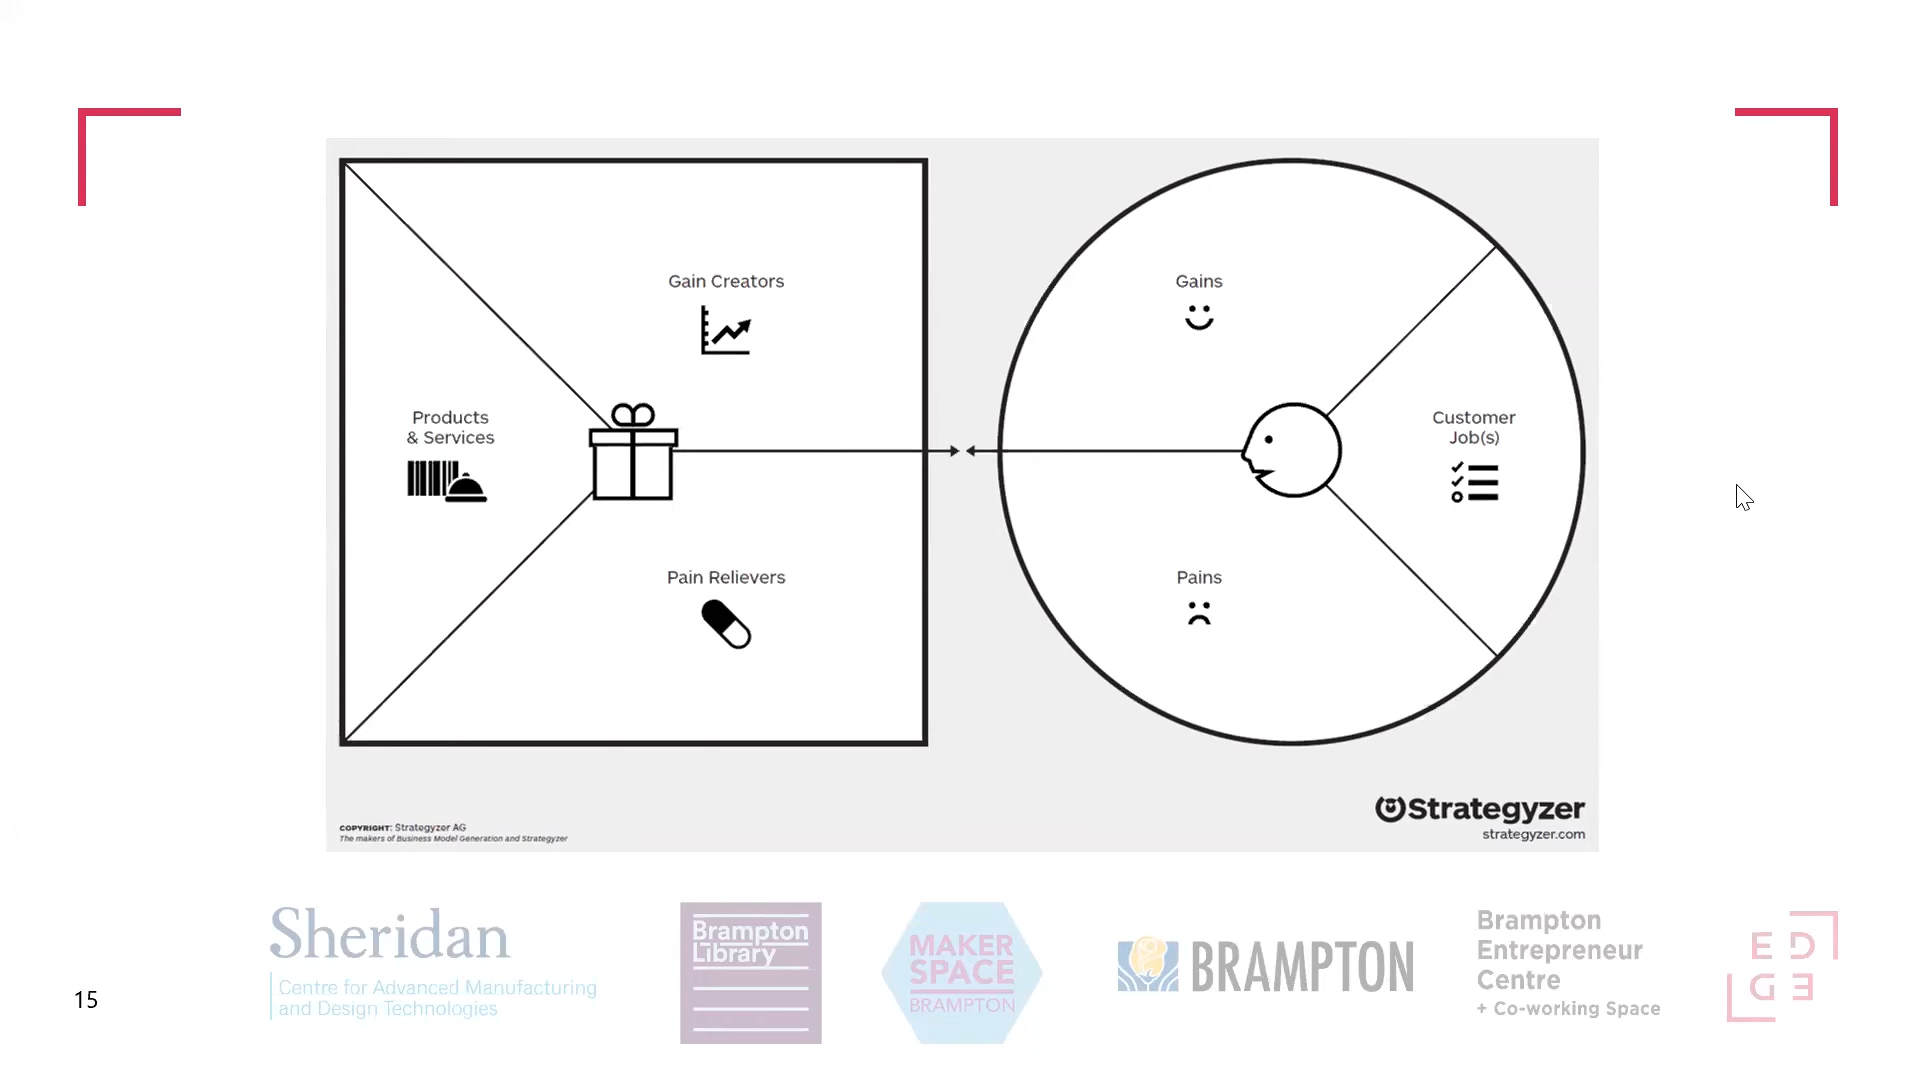 Gain Creators
Products
& Services
Pain Relievers
Gains
Customer
Job(s)
Pains
COPYRIGHT: Strategyzer AG
The makers of Business Model Generation and Strategyzer
Strategyzer
strategyzer.com
15
Sheridan
Centre for Advanced Manufacturing
and Design Technologies
Brampton
Library
MAKER
SPACE
BRAMPTON
BRAMPTON
Brampton
Entrepreneur
Centre
+ Co-working Space
EDGE